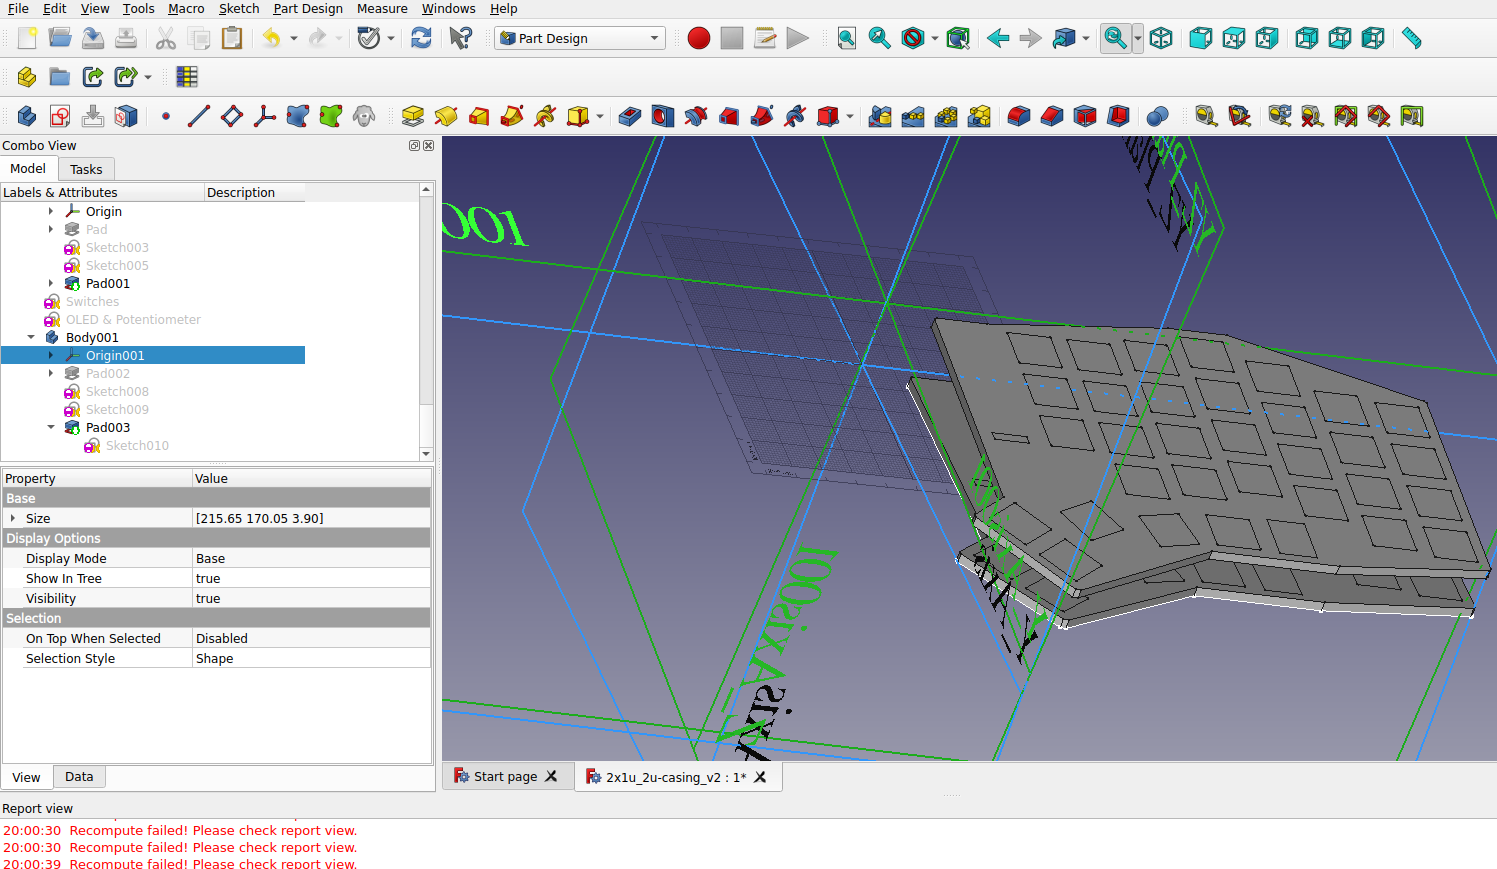 File Edit View Tools Macro Sketch Part Design Measure Windows Help
Part Design
Combo View
Model Tasks
Labels & Attributes Description
Origin
Pad
Sketch003
Sketch005
Pad001
Switches
OLED & Potentiometer
Body001
Origin001
Pad002
Sketch008
Sketch009
Pad003
Sketch010
Property Value
Base
Size [215.65 170.05 3.90]
Display Options
Display Mode Base
Show In Tree true
Visibility true
Selection
On Top When Selected Disabled
Selection Style Shape
View Data
Start page 2x1u_2u-casing_v2 : 1*
Report view
20:00:30 Recompute failed! Please check report view.
20:00:30 Recompute failed! Please check report view.
20:00:39 Recompute failed! Please check report view.